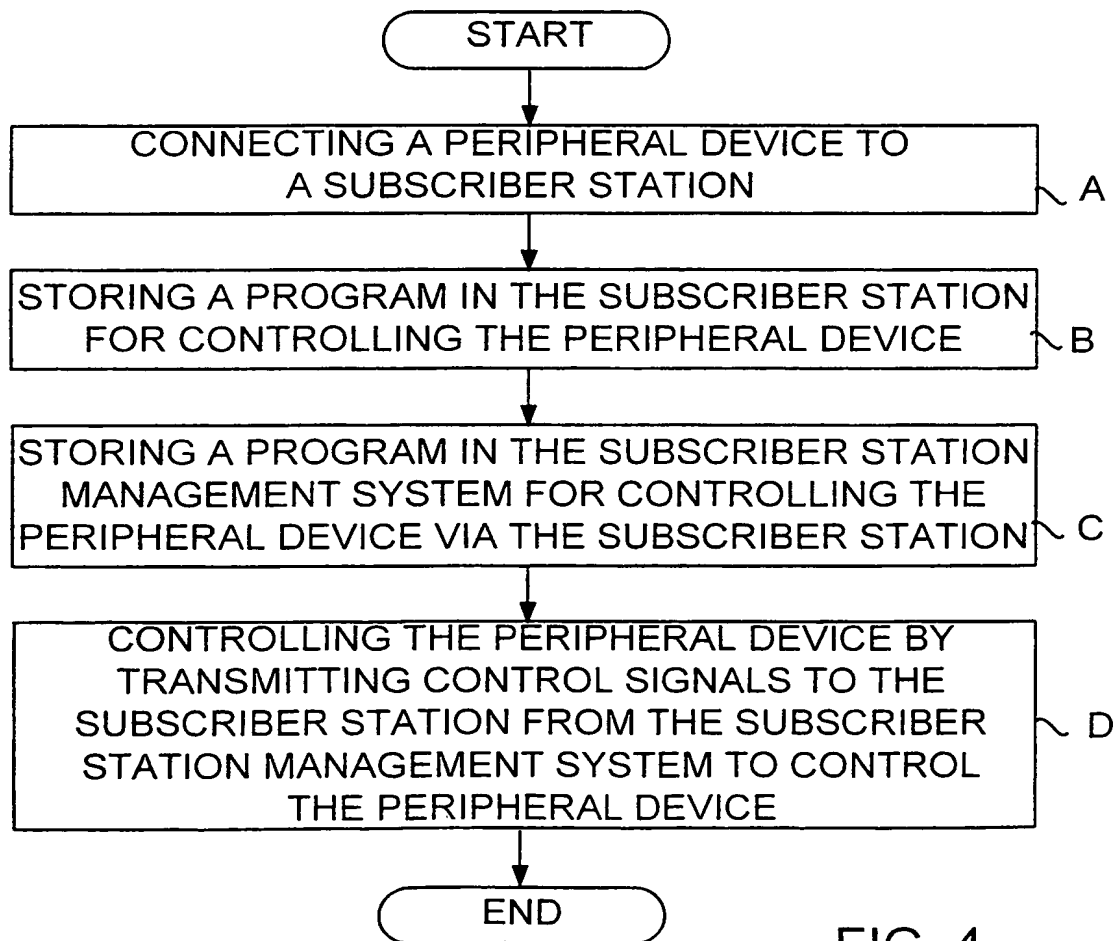 START
CONNECTING A PERIPHERAL DEVICE TO
A SUBSCRIBER STATION
A
STORING A PROGRAM IN THE SUBSCRIBER STATION
FOR CONTROLLING THE PERIPHERAL DEVICE
B
STORING A PROGRAM IN THE SUBSCRIBER STATION
MANAGEMENT SYSTEM FOR CONTROLLING THE
PERIPHERAL DEVICE VIA THE SUBSCRIBER STATION
C
CONTROLLING THE PERIPHERAL DEVICE BY
TRANSMITTING CONTROL SIGNALS TO THE
SUBSCRIBER STATION FROM THE SUBSCRIBER
STATION MANAGEMENT SYSTEM TO CONTROL
THE PERIPHERAL DEVICE
D
END
FIG. 4